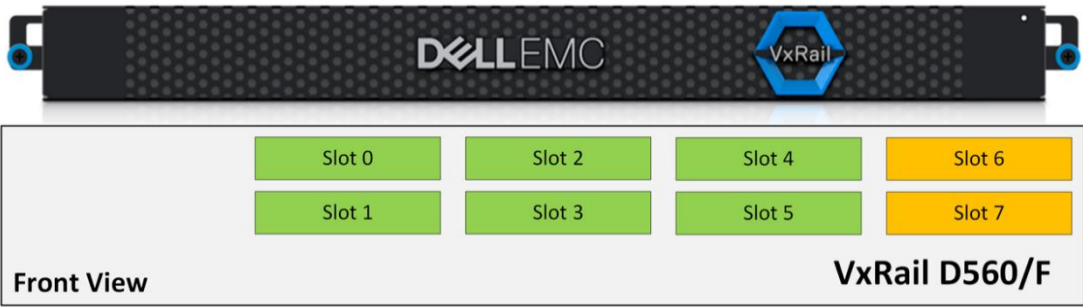 DELLEMC VxRail
Slot 0 Slot 2 Slot 4 Slot 6
Slot 1 Slot 3 Slot 5 Slot 7
Front View VxRail D560/F